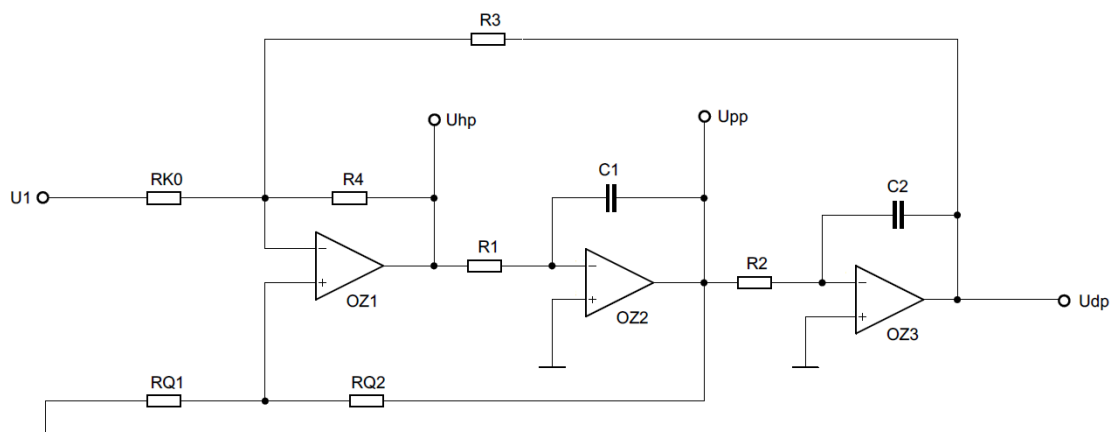 R3
Uhp
Upp
C1
C2
U1
RK0
R4
R1
R2
−
+
OZ1
−
+
OZ2
−
+
OZ3
Udp
RQ1
RQ2